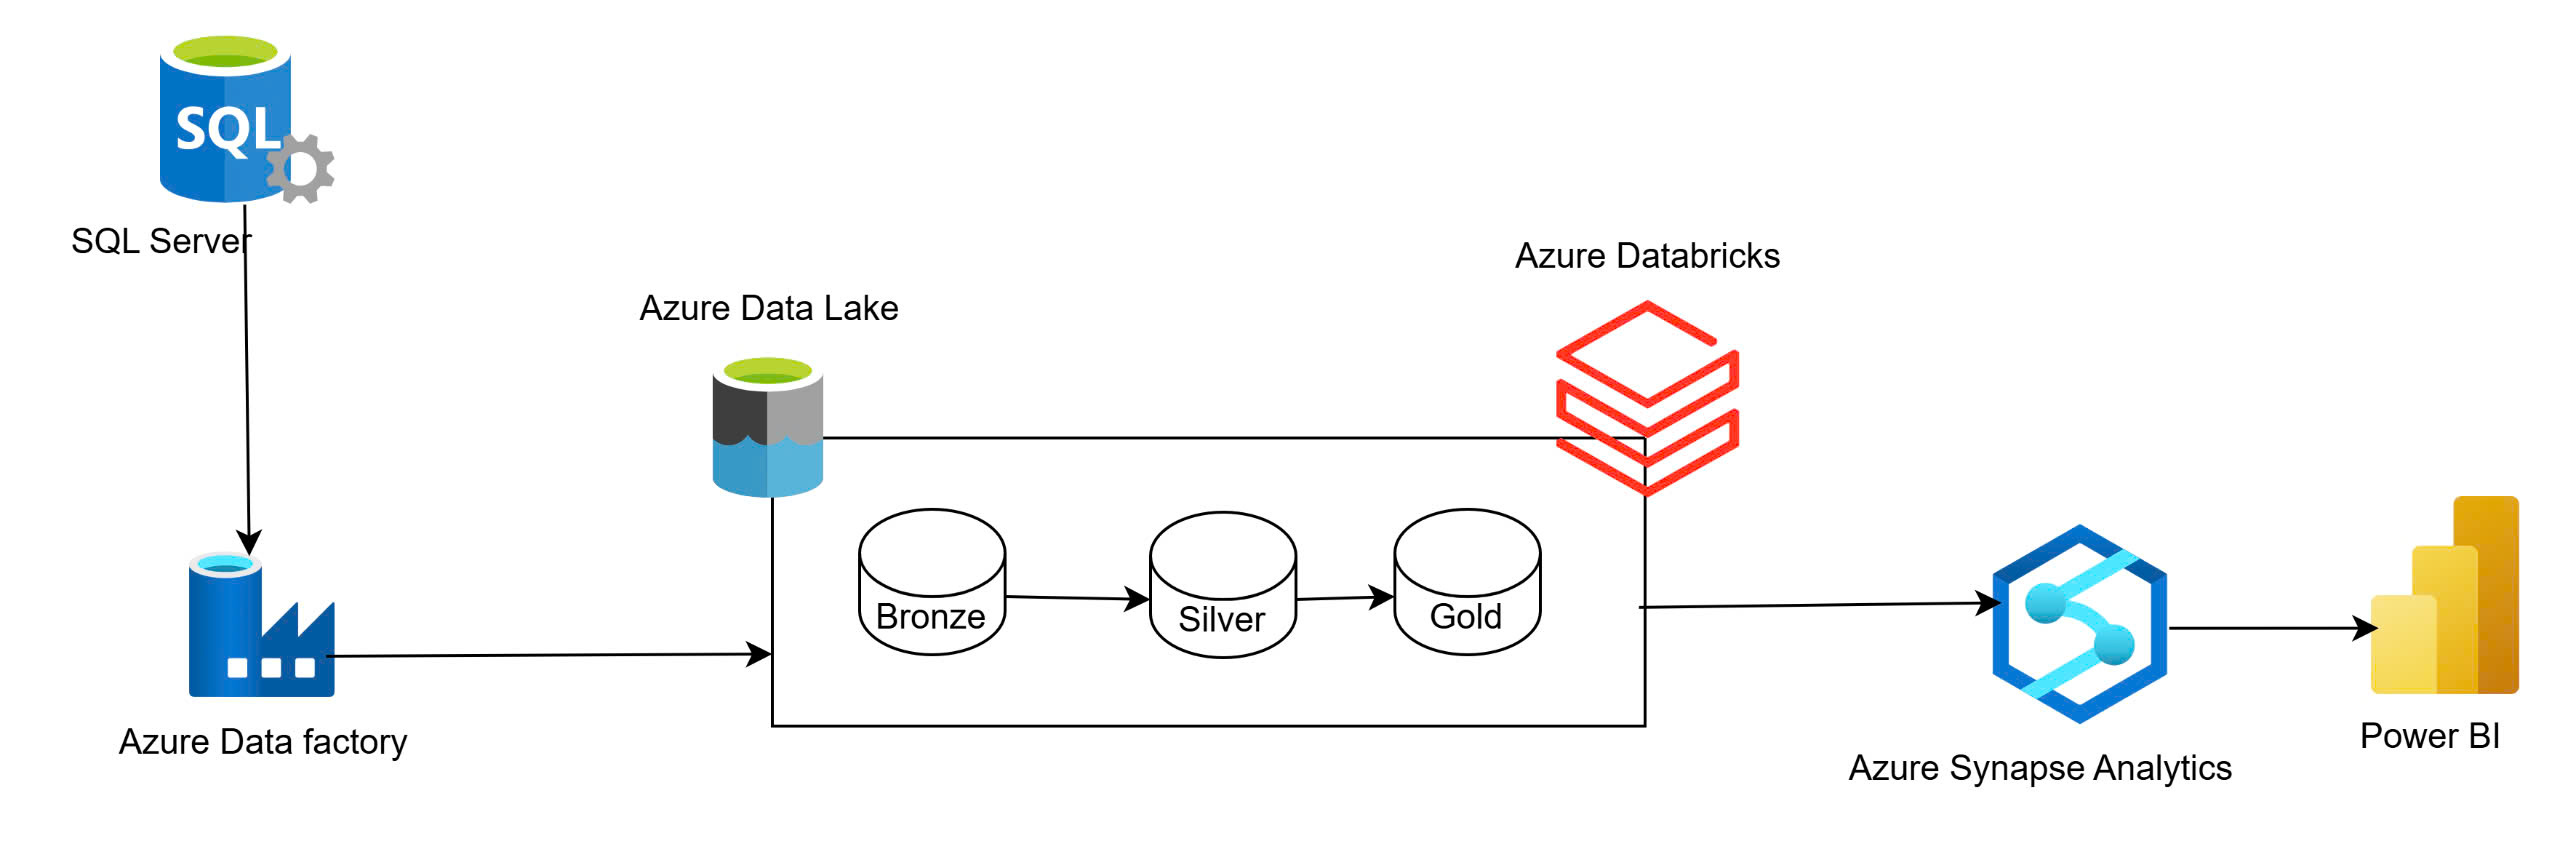 SQL
SQL Server
Azure Databricks
Azure Data Lake
Bronze
Silver
Gold
Azure Data factory
Azure Synapse Analytics
Power BI